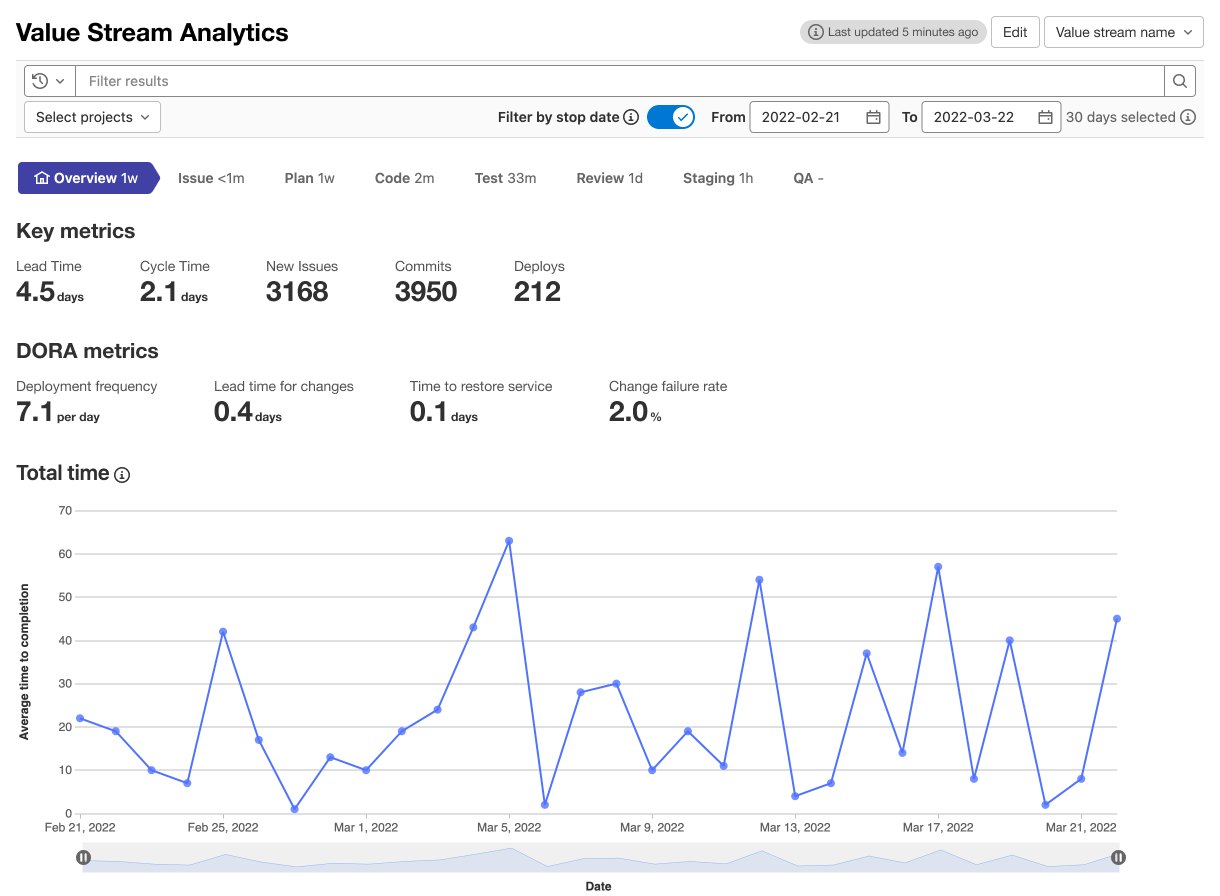 Value Stream Analytics
Last updated 5 minutes ago
Edit
Value stream name
Filter results
Select projects
Filter by stop date
From 2022-02-21
To 2022-03-22
30 days selected
Overview 1w
Issue <1m
Plan 1w
Code 2m
Test 33m
Review 1d
Staging 1h
QA -
Key metrics
Lead Time
4.5 days
Cycle Time
2.1 days
New Issues
3168
Commits
3950
Deploys
212
DORA metrics
Deployment frequency
7.1 per day
Lead time for changes
0.4 days
Time to restore service
0.1 days
Change failure rate
2.0 %
Total time
Average time to completion
70
60
50
40
30
20
10
0
Feb 21, 2022
Feb 25, 2022
Mar 1, 2022
Mar 5, 2022
Mar 9, 2022
Mar 13, 2022
Mar 17, 2022
Mar 21, 2022
Date